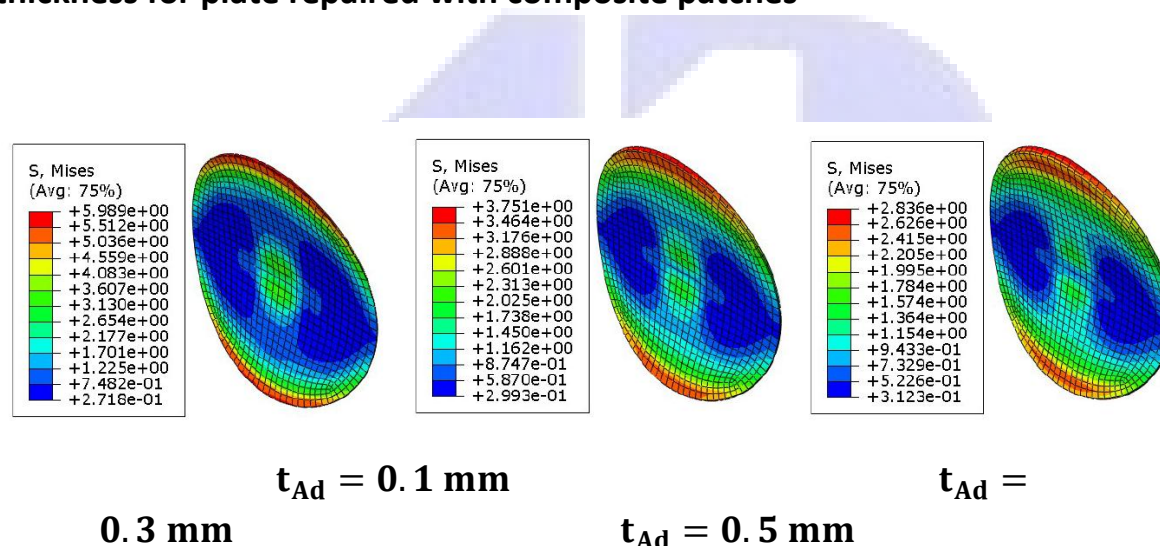 thickness for plate repaired with composite patches
S, Mises
(Avg: 75%)
+5.989e+00
+5.512e+00
+5.036e+00
+4.559e+00
+4.083e+00
+3.607e+00
+3.130e+00
+2.654e+00
+2.177e+00
+1.701e+00
+1.225e+00
+7.482e-01
+2.718e-01
S, Mises
(Avg: 75%)
+3.751e+00
+3.464e+00
+3.176e+00
+2.888e+00
+2.601e+00
+2.313e+00
+2.025e+00
+1.738e+00
+1.450e+00
+1.162e+00
+8.747e-01
+5.870e-01
+2.993e-01
S, Mises
(Avg: 75%)
+2.836e+00
+2.626e+00
+2.415e+00
+2.205e+00
+1.995e+00
+1.784e+00
+1.574e+00
+1.364e+00
+1.154e+00
+9.433e-01
+7.329e-01
+5.226e-01
+3.123e-01
t_Ad = 0.1 mm t_Ad =
0.3 mm t_Ad = 0.5 mm